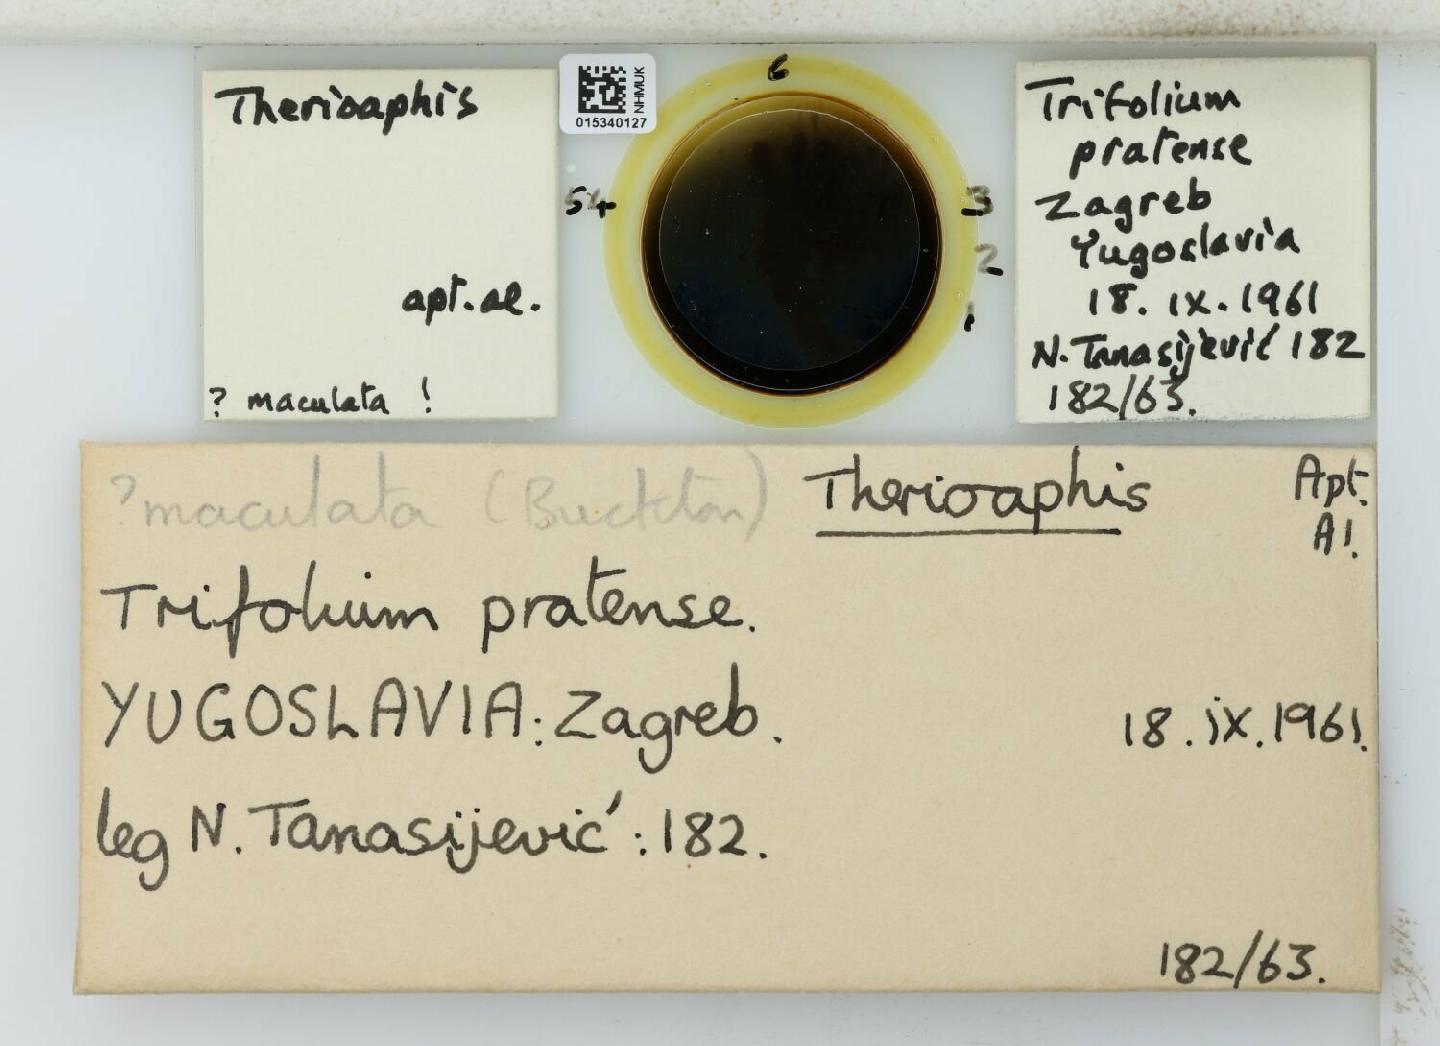 Therioaphis
apt. al.
? maculata !
NHMUK
015340127
6
54
3
2
1
Trifolium
pratense
Zagreb
Yugoslavia
18. ix. 1961
N. Tanasijević 182
182/63.
? maculata (Buckton) Therioaphis Apt.
Al.
Trifolium pratense.
YUGOSLAVIA: Zagreb. 18. ix. 1961.
leg N. Tanasijević : 182.
182/63.